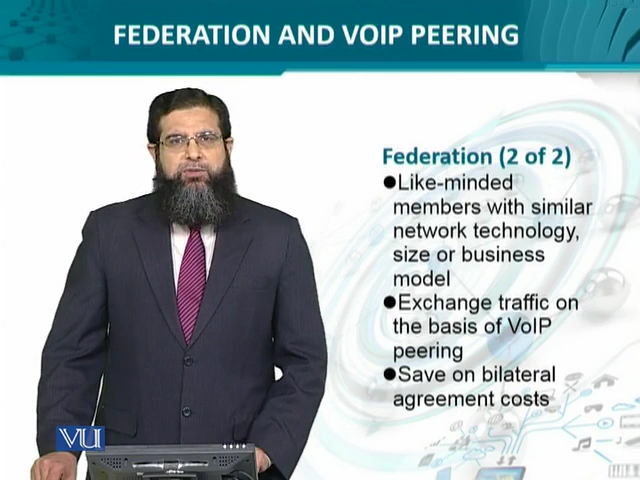 FEDERATION AND VOIP PEERING
Federation (2 of 2)
●Like-minded
members with similar
network technology,
size or business
model
●Exchange traffic on
the basis of VoIP
peering
●Save on bilateral
agreement costs
VU